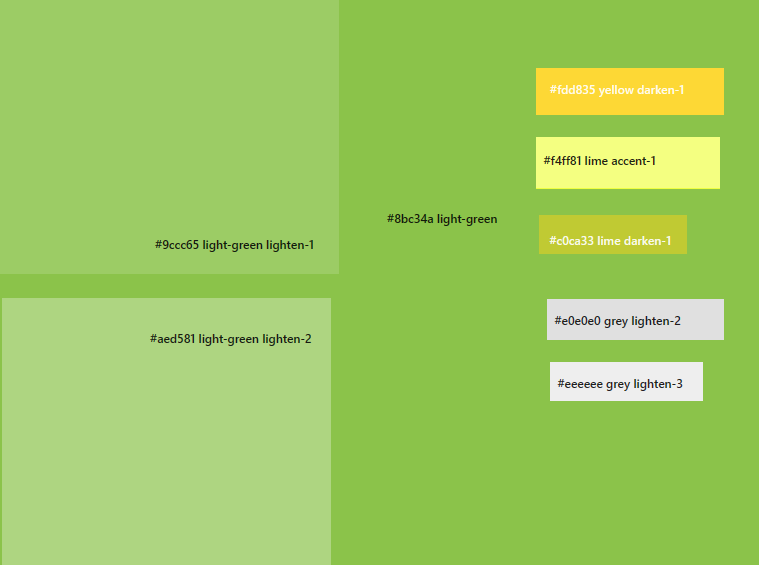 #fdd835 yellow darken-1
#f4ff81 lime accent-1
#8bc34a light-green
#c0ca33 lime darken-1
#9ccc65 light-green lighten-1
#e0e0e0 grey lighten-2
#aed581 light-green lighten-2
#eeeeee grey lighten-3